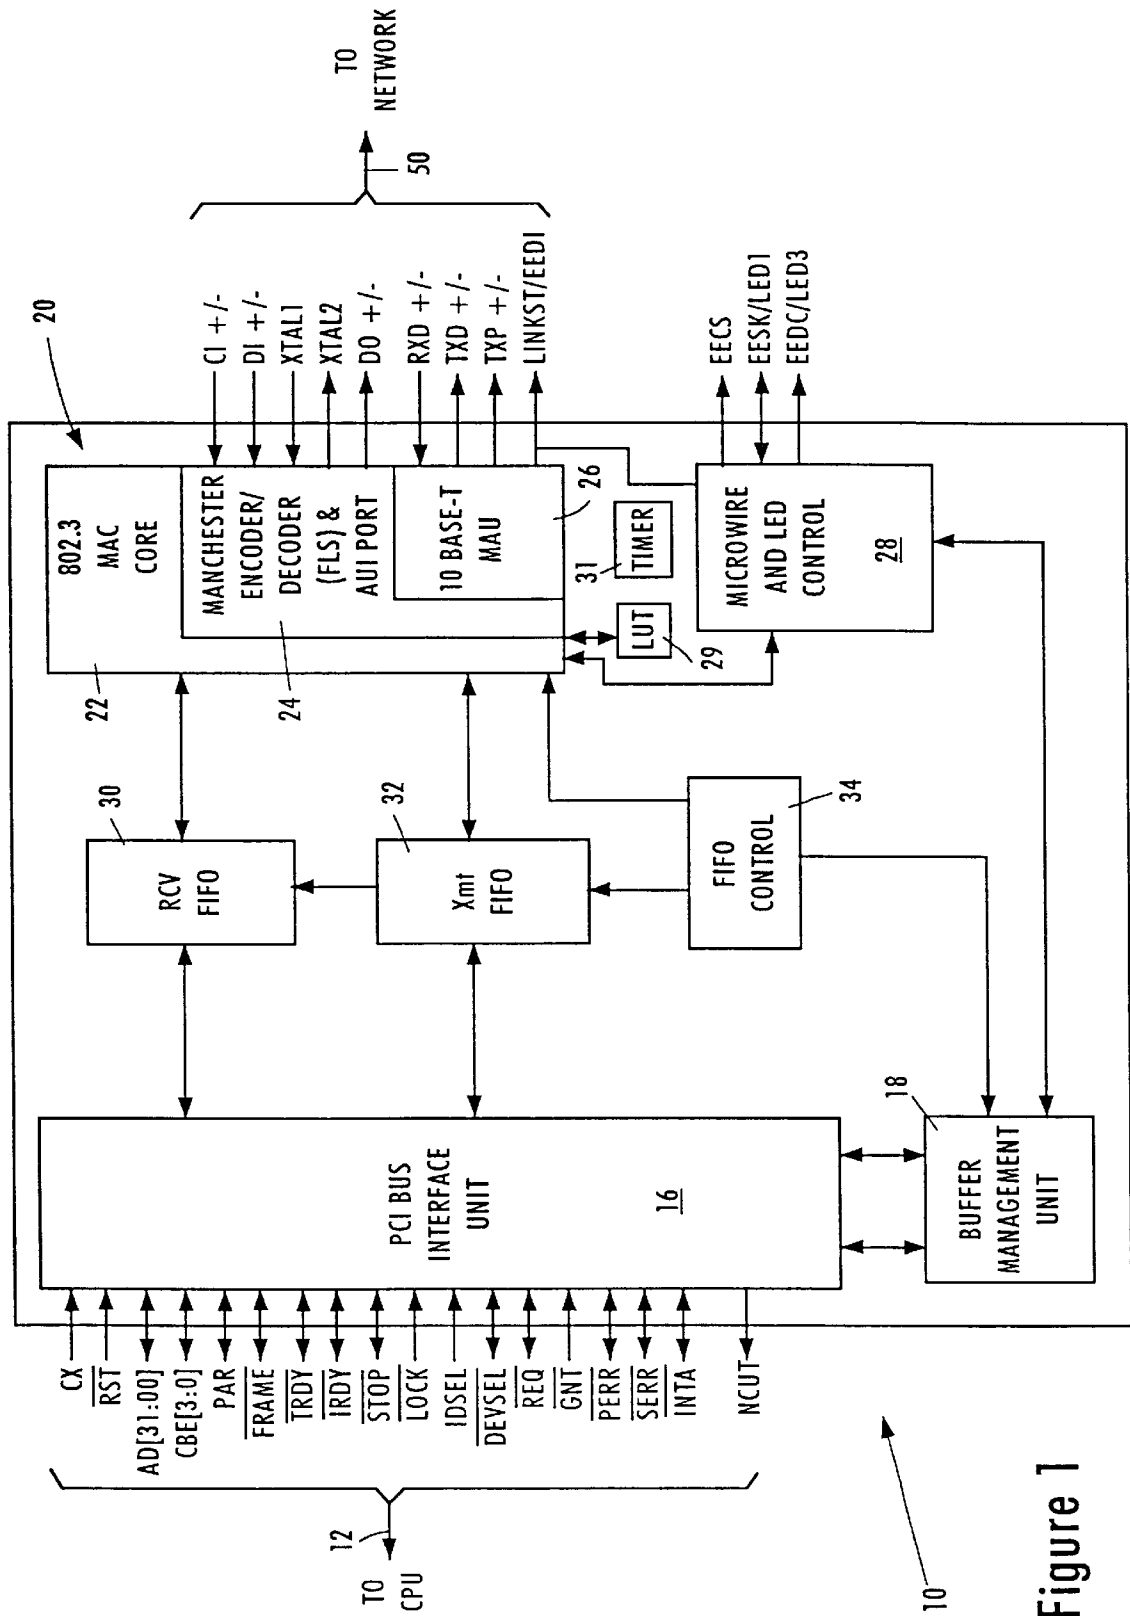 CX
RST
AD[31:00]
CBE[3:0]
PAR
FRAME
TRDY
IRDY
STOP
LOCK
IDSEL
DEVSEL
REQ
GNT
PERR
SERR
INTA
NCUT
12
TO
CPU
10
PCI BUS
INTERFACE
UNIT
16
18
BUFFER
MANAGEMENT
UNIT
30
RCV
FIFO
32
Xmt
FIFO
FIFO
CONTROL
34
20
802.3
MAC
CORE
22
MANCHESTER
ENCODER/
DECODER
(FLS) &
AUI PORT
24
10 BASE-T
MAU
26
LUT
29
TIMER
31
MICROWIRE
AND LED
CONTROL
28
CI +/-
DI +/-
XTAL1
XTAL2
DO +/-
RXD +/-
TXD +/-
TXP +/-
LINKST/EEDI
EECS
EESK/LED1
EEDC/LED3
50
TO
NETWORK
Figure 1